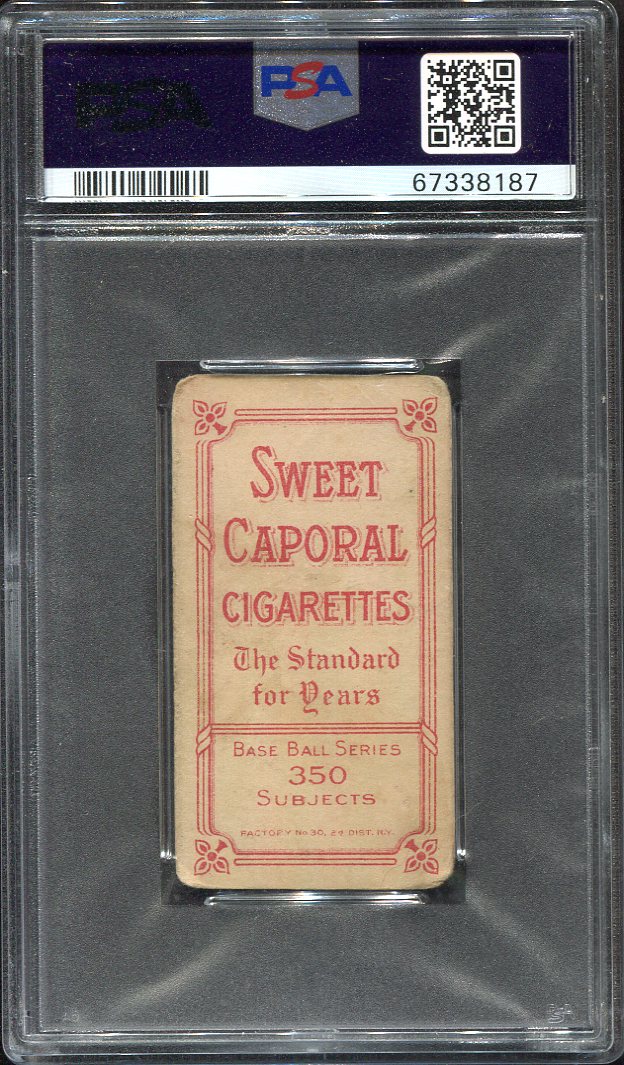 PSA
PSA
67338187
SWEET
CAPORAL
CIGARETTES
The Standard
for Years
BASE BALL SERIES
350
SUBJECTS
FACTORY No 30, 2d DIST. N.Y.